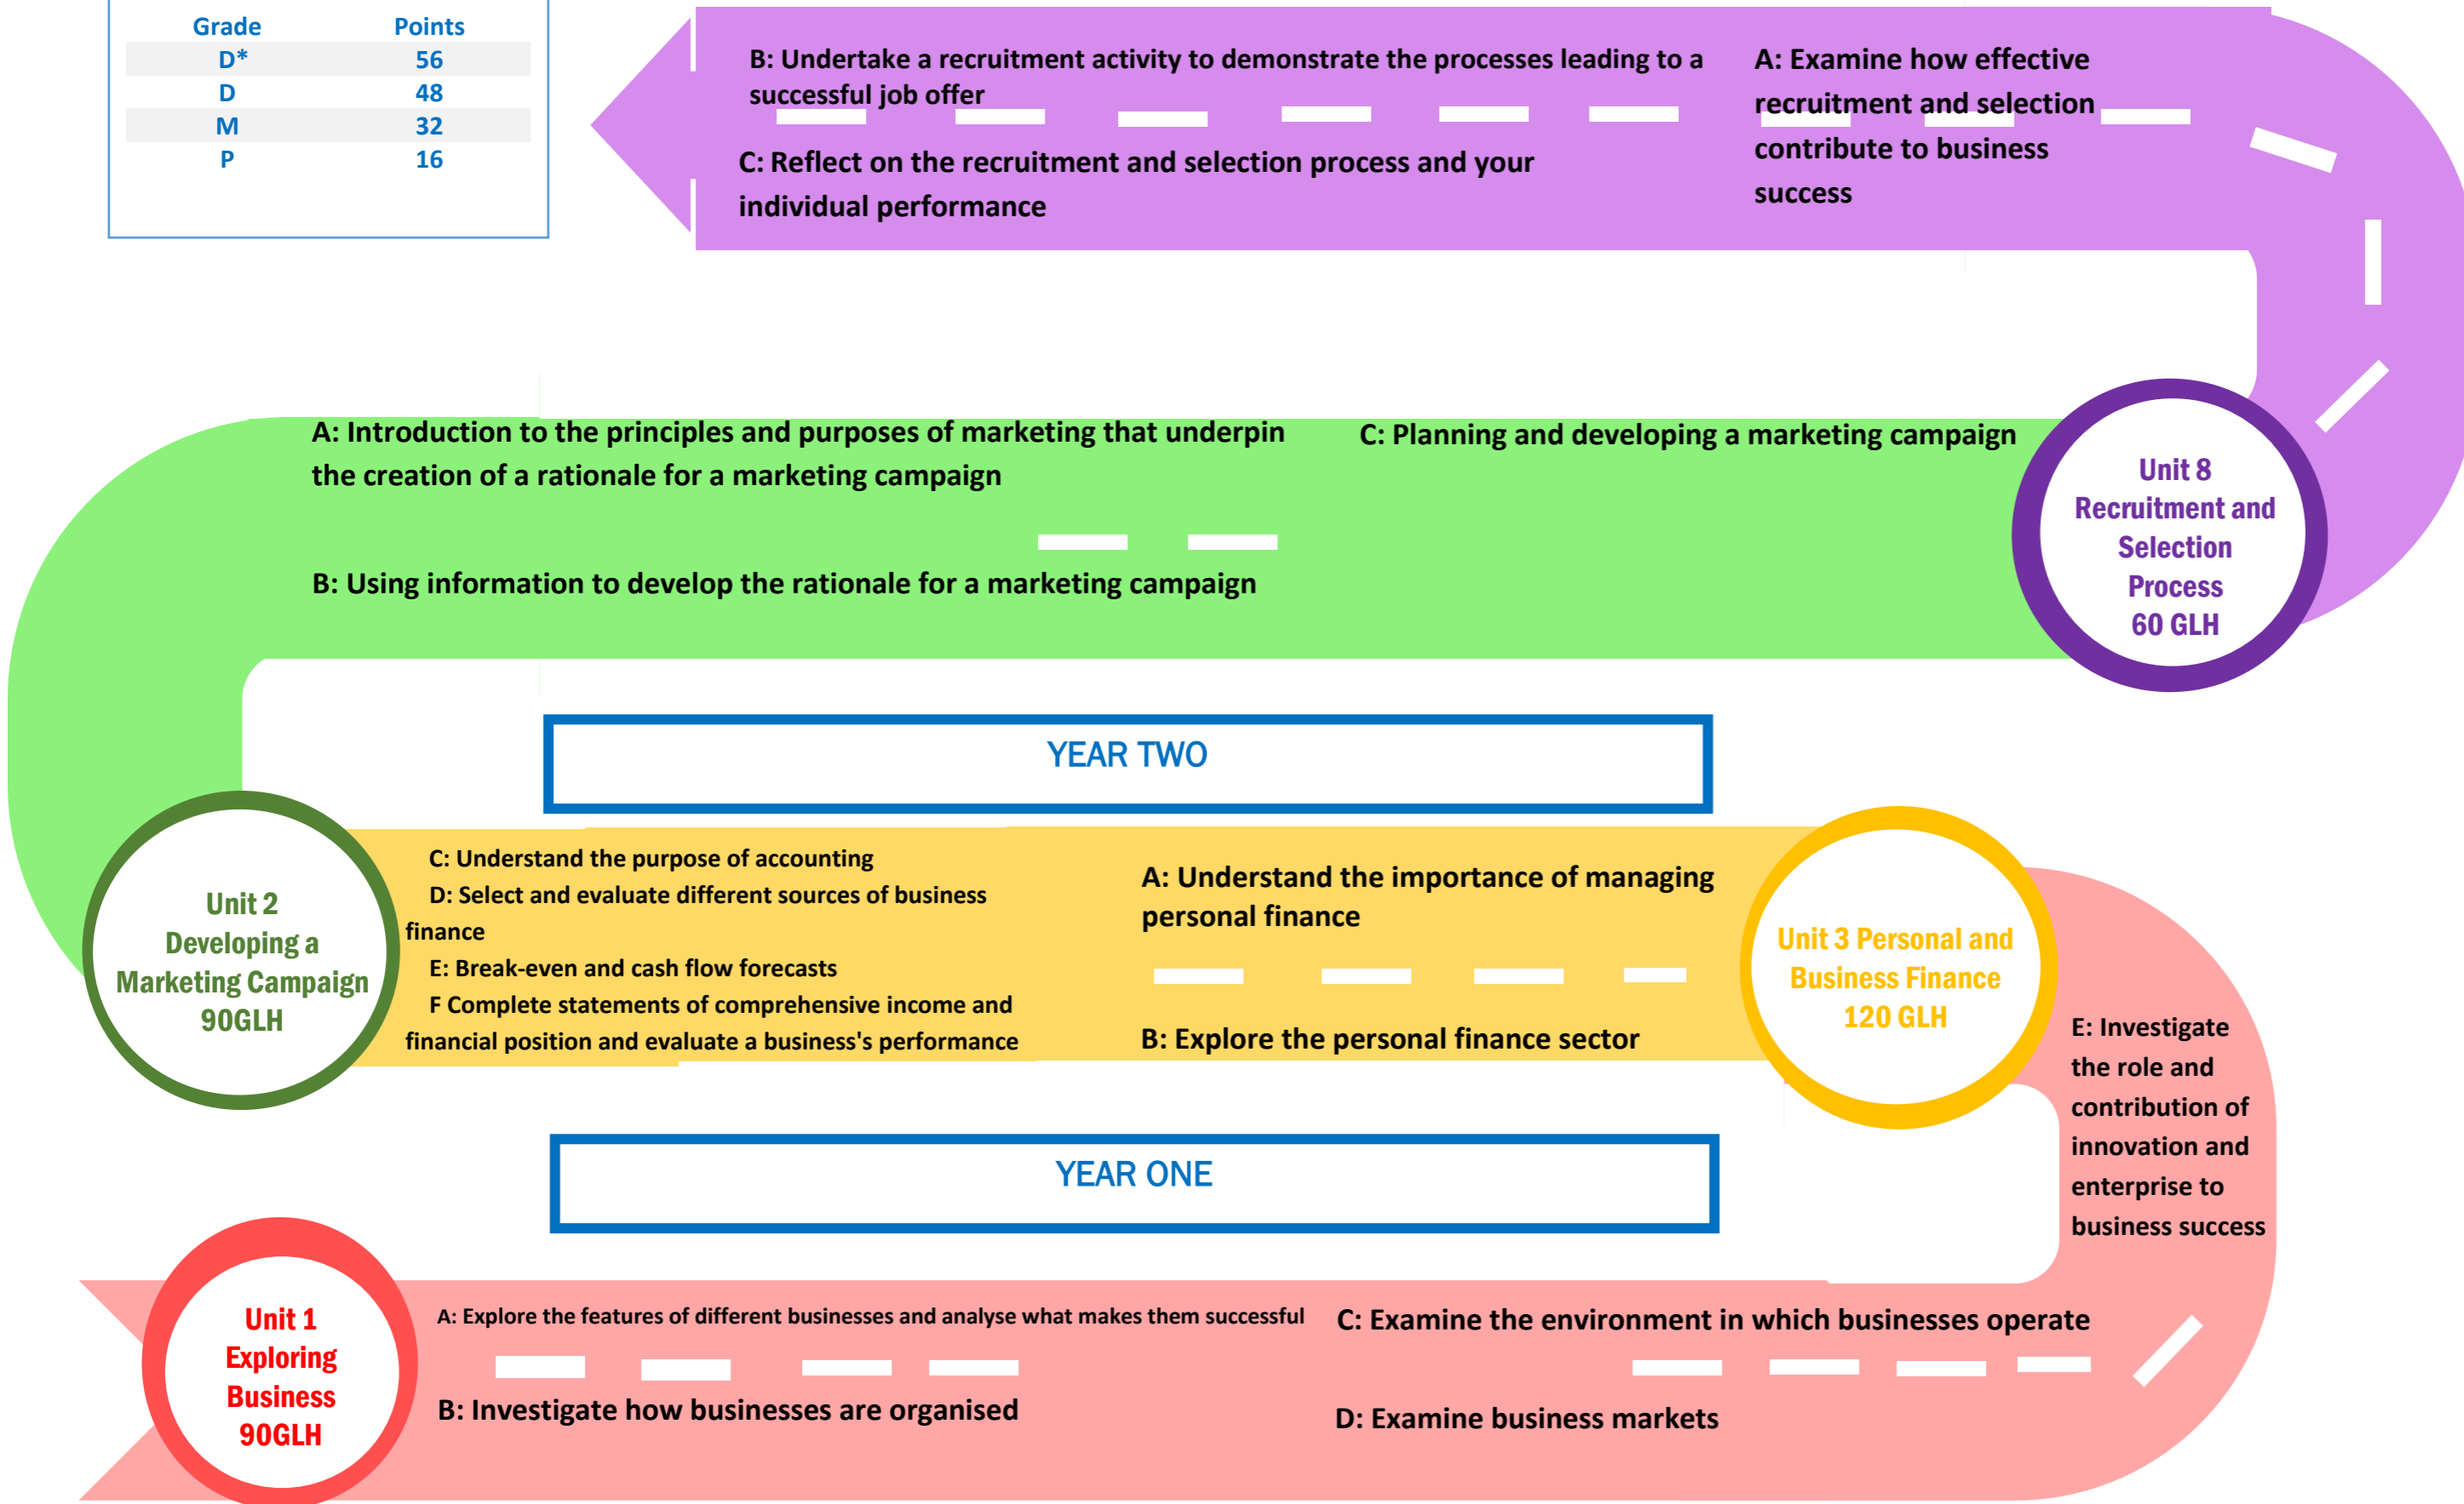 Grade Points
D* 56
D 48
M 32
P 16
B: Undertake a recruitment activity to demonstrate the processes leading to a
successful job offer
C: Reflect on the recruitment and selection process and your
individual performance
A: Examine how effective
recruitment and selection
contribute to business
success
A: Introduction to the principles and purposes of marketing that underpin
the creation of a rationale for a marketing campaign
B: Using information to develop the rationale for a marketing campaign
C: Planning and developing a marketing campaign
Unit 8
Recruitment and
Selection
Process
60 GLH
YEAR TWO
Unit 2
Developing a
Marketing Campaign
90GLH
C: Understand the purpose of accounting
D: Select and evaluate different sources of business
finance
E: Break-even and cash flow forecasts
F Complete statements of comprehensive income and
financial position and evaluate a business's performance
A: Understand the importance of managing
personal finance
B: Explore the personal finance sector
Unit 3 Personal and
Business Finance
120 GLH
E: Investigate
the role and
contribution of
innovation and
enterprise to
business success
YEAR ONE
Unit 1
Exploring
Business
90GLH
A: Explore the features of different businesses and analyse what makes them successful
B: Investigate how businesses are organised
C: Examine the environment in which businesses operate
D: Examine business markets